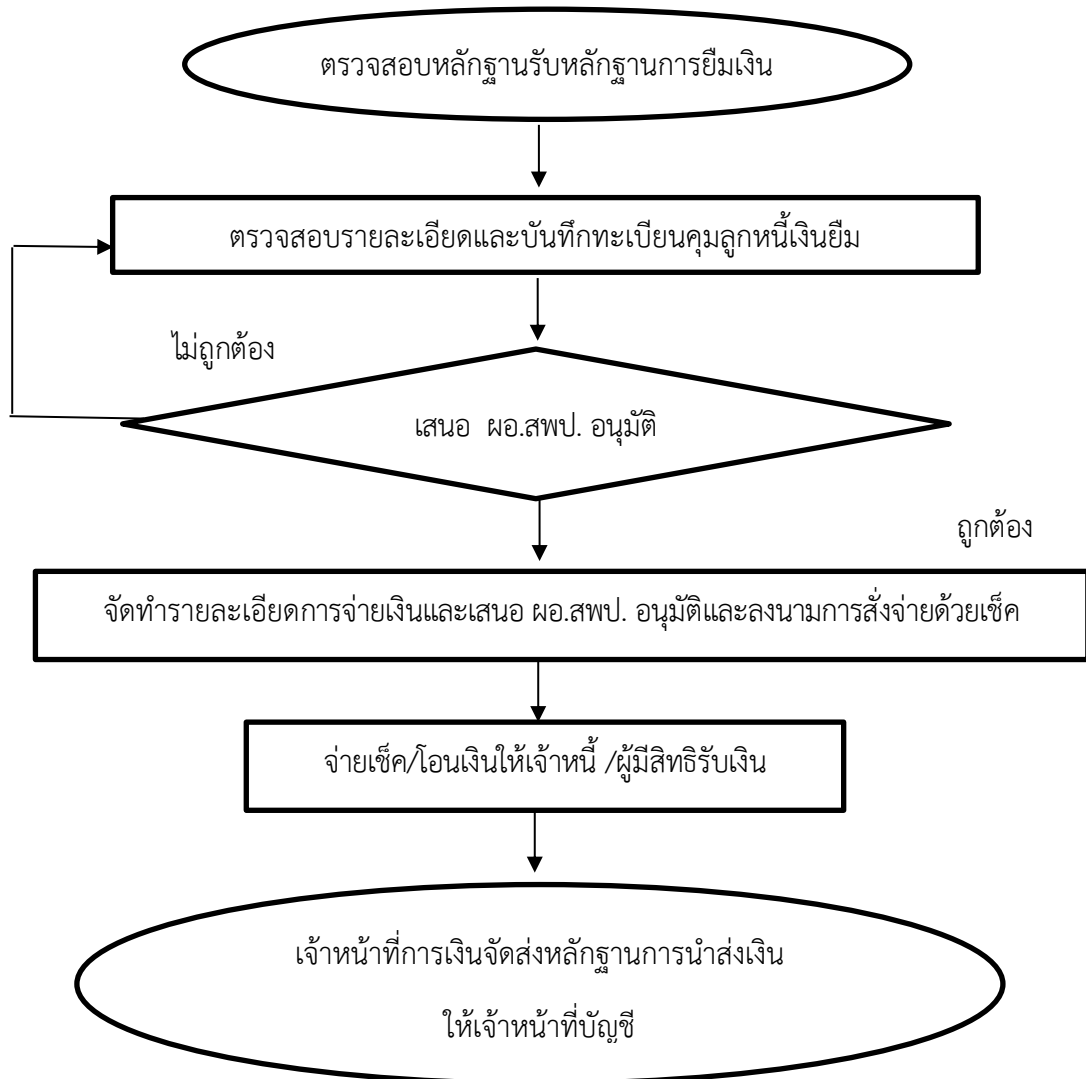 ตรวจสอบหลักฐานรับหลักฐานการยืมเงิน
ตรวจสอบรายละเอียดและบันทึกทะเบียนคุมลูกหนี้เงินยืม
ไม่ถูกต้อง
เสนอ ผอ.สพป. อนุมัติ
ถูกต้อง
จัดทำรายละเอียดการจ่ายเงินและเสนอ ผอ.สพป. อนุมัติและลงนามการสั่งจ่ายด้วยเช็ค
จ่ายเช็ค/โอนเงินให้เจ้าหนี้ /ผู้มีสิทธิรับเงิน
เจ้าหน้าที่การเงินจัดส่งหลักฐานการนำส่งเงิน
ให้เจ้าหน้าที่บัญชี